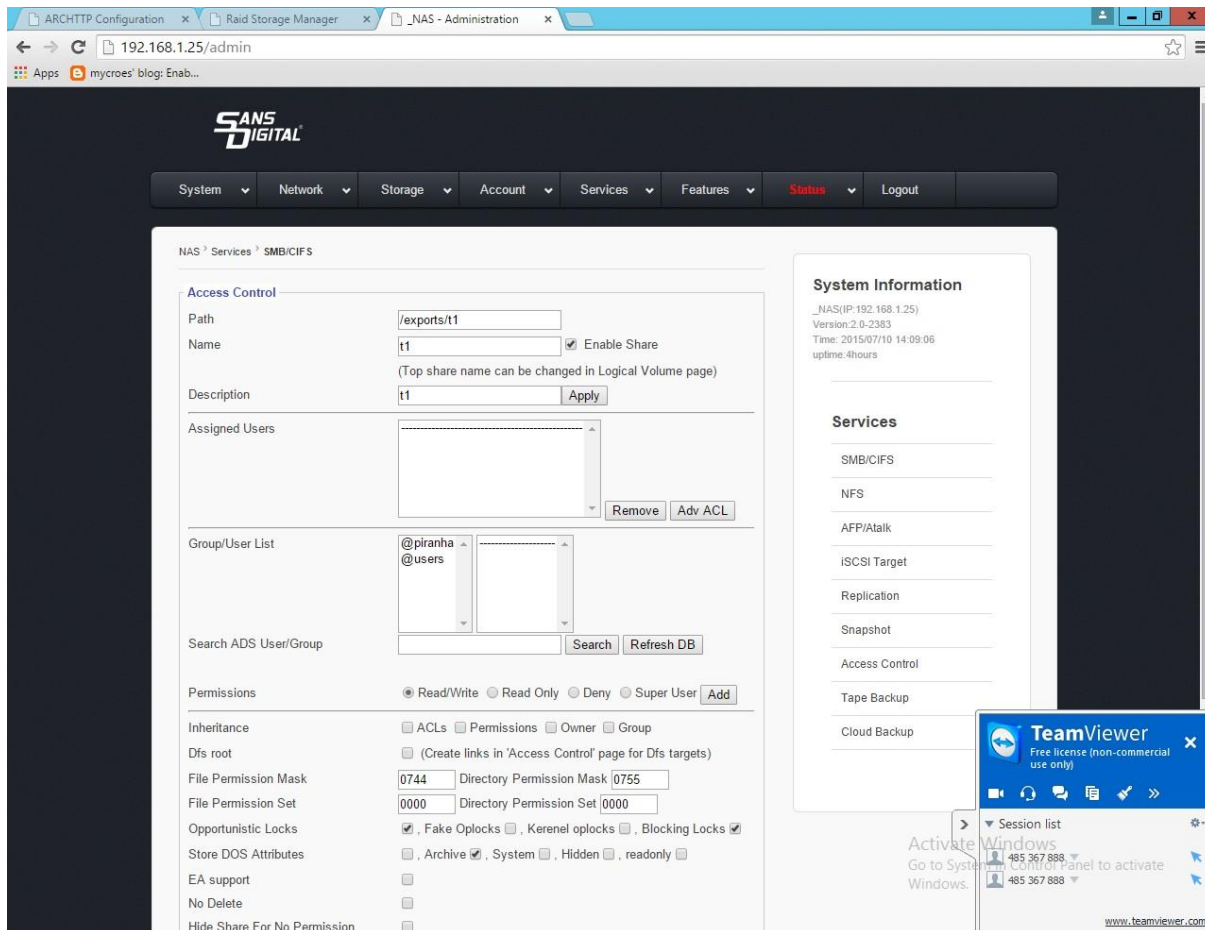 ARCHTTP Configuration × Raid Storage Manager × _NAS - Administration ×
192.168.1.25/admin
Apps mycroes' blog: Enab...
SANS DIGITAL
System Network Storage Account Services Features Status Logout
NAS > Services > SMB/CIFS
Access Control
Path /exports/t1
Name t1 Enable Share
(Top share name can be changed in Logical Volume page)
Description t1 Apply
Assigned Users
Remove Adv ACL
Group/User List @piranha
@users
Search ADS User/Group Search Refresh DB
Permissions Read/Write Read Only Deny Super User Add
Inheritance ACLs Permissions Owner Group
Dfs root (Create links in 'Access Control' page for Dfs targets)
File Permission Mask 0744 Directory Permission Mask 0755
File Permission Set 0000 Directory Permission Set 0000
Opportunistic Locks , Fake Oplocks , Kerenel oplocks , Blocking Locks
Store DOS Attributes , Archive , System , Hidden , readonly
EA support
No Delete
Hide Share For No Permission
System Information
_NAS(IP:192.168.1.25)
Version:2.0-2383
Time: 2015/07/10 14:09:06
uptime:4hours
Services
SMB/CIFS
NFS
AFP/Atalk
iSCSI Target
Replication
Snapshot
Access Control
Tape Backup
Cloud Backup
Activate Windows
Go to System in Control Panel to activate
Windows.
TeamViewer
Free license (non-commercial
use only)
Session list
485 367 888
485 367 888
www.teamviewer.com